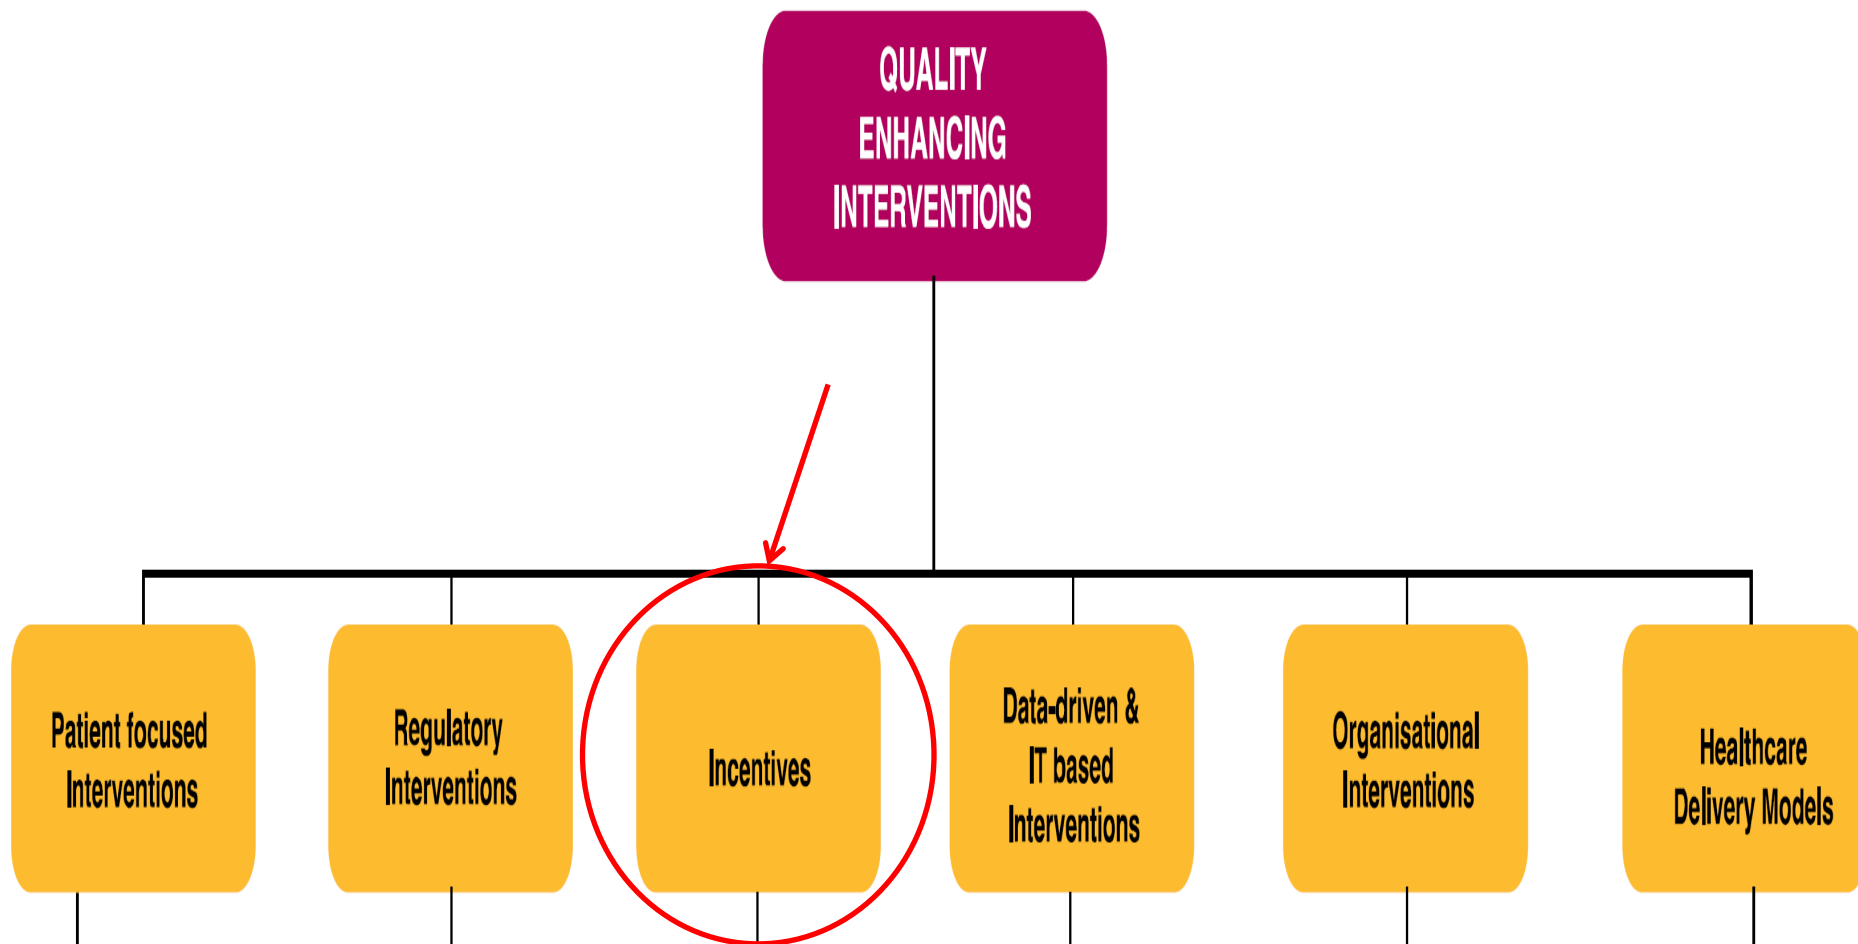 QUALITY
ENHANCING
INTERVENTIONS
Patient focused
Interventions
Regulatory
Interventions
Incentives
Data-driven &
IT based
Interventions
Organisational
Interventions
Healthcare
Delivery Models